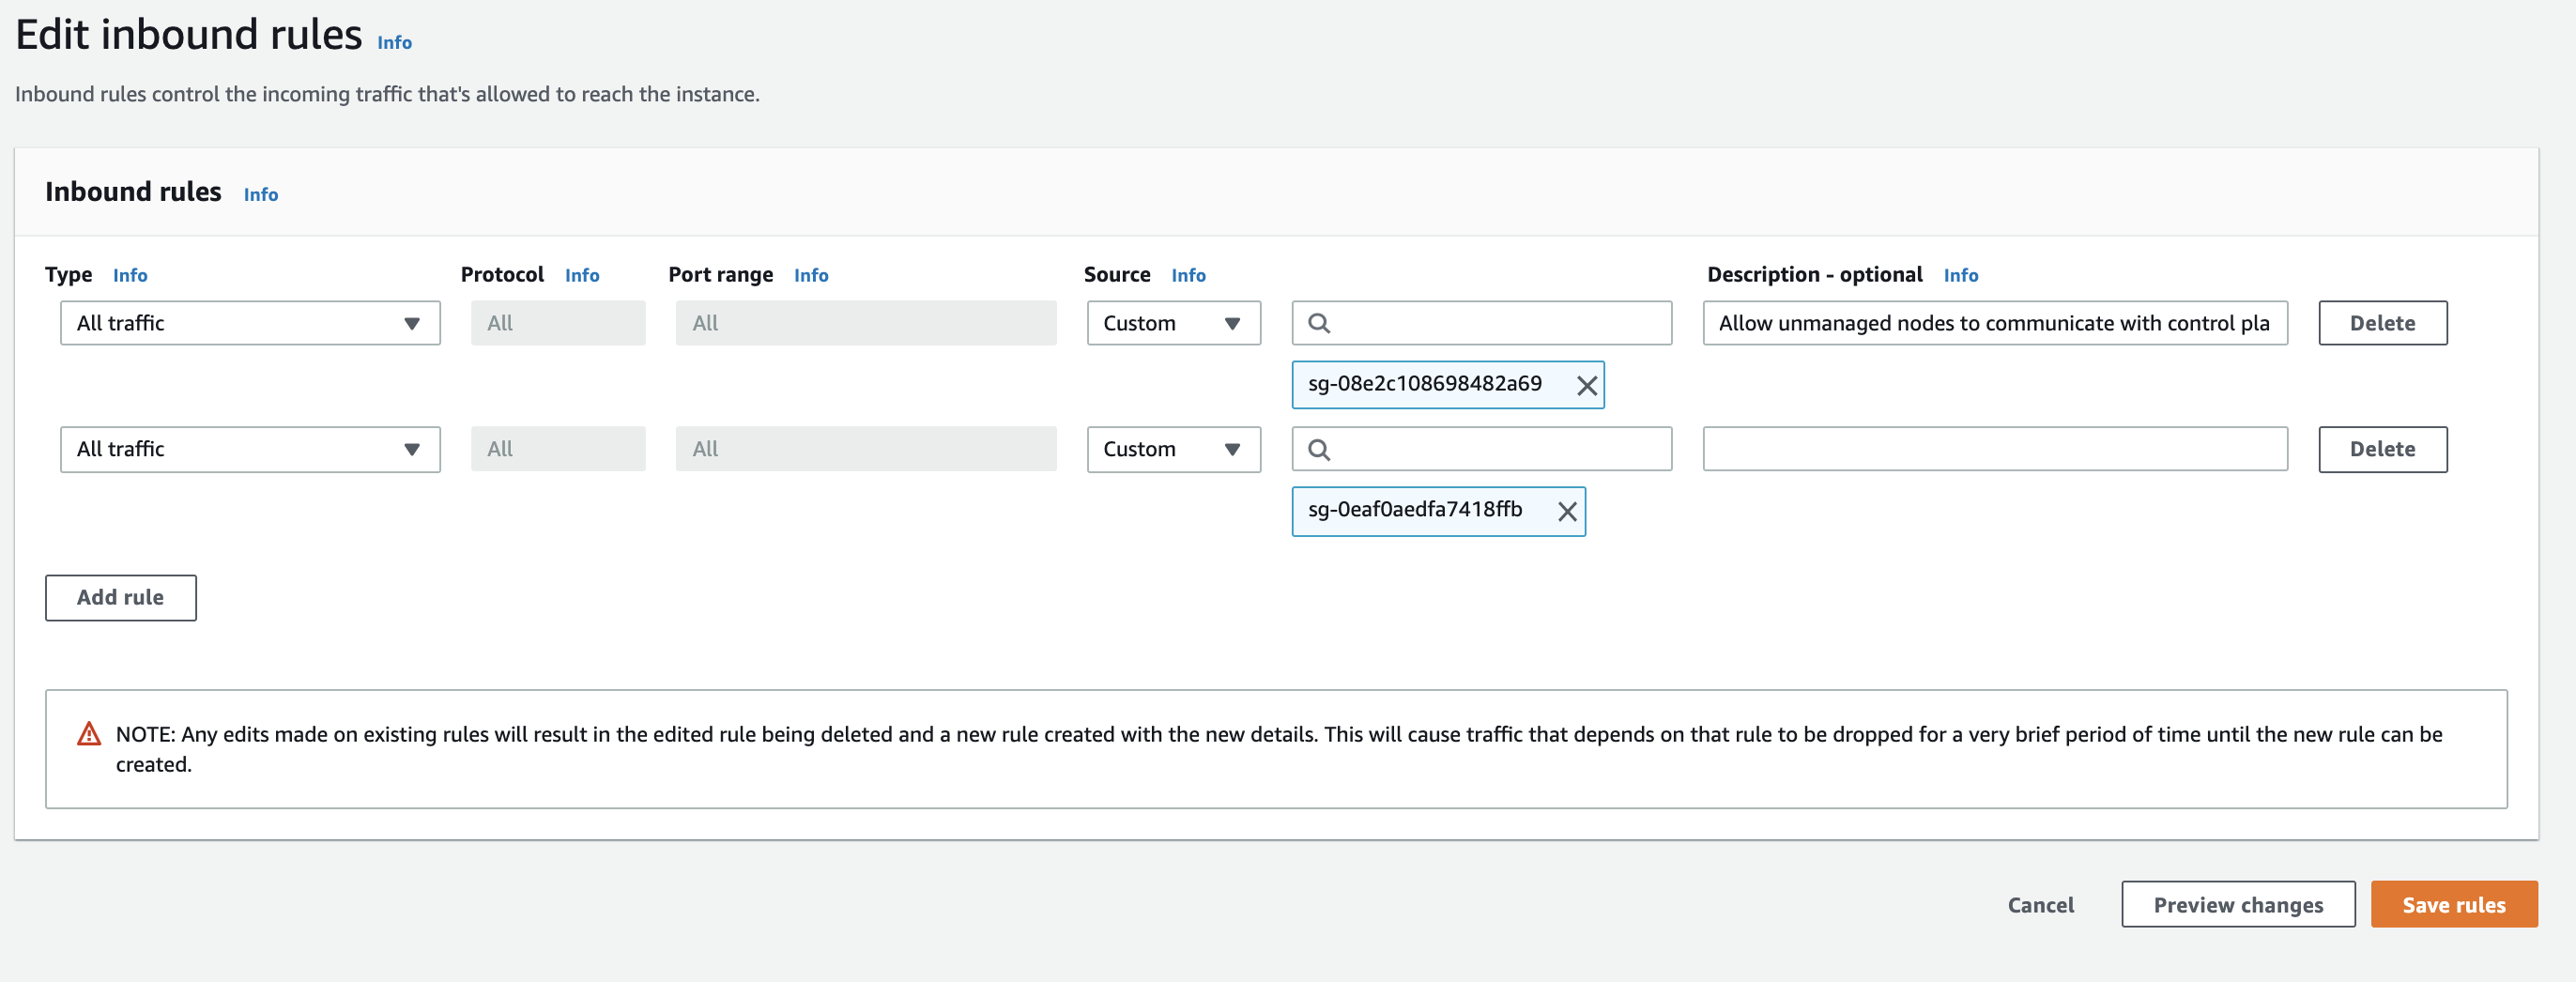 Edit inbound rules Info
Inbound rules control the incoming traffic that's allowed to reach the instance.
Inbound rules Info
Type Info Protocol Info Port range Info Source Info Description - optional Info
All traffic All All Custom Allow unmanaged nodes to communicate with control pla Delete
sg-08e2c108698482a69
All traffic All All Custom Delete
sg-0eaf0aedfa7418ffb
Add rule
NOTE: Any edits made on existing rules will result in the edited rule being deleted and a new rule created with the new details. This will cause traffic that depends on that rule to be dropped for a very brief period of time until the new rule can be
created.
Cancel Preview changes Save rules